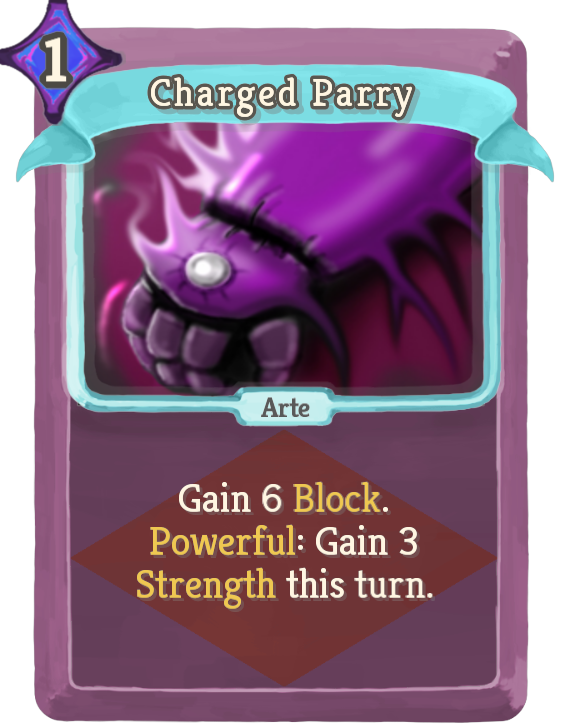 1
Charged Parry
Arte
Gain 6 Block.
Powerful: Gain 3
Strength this turn.